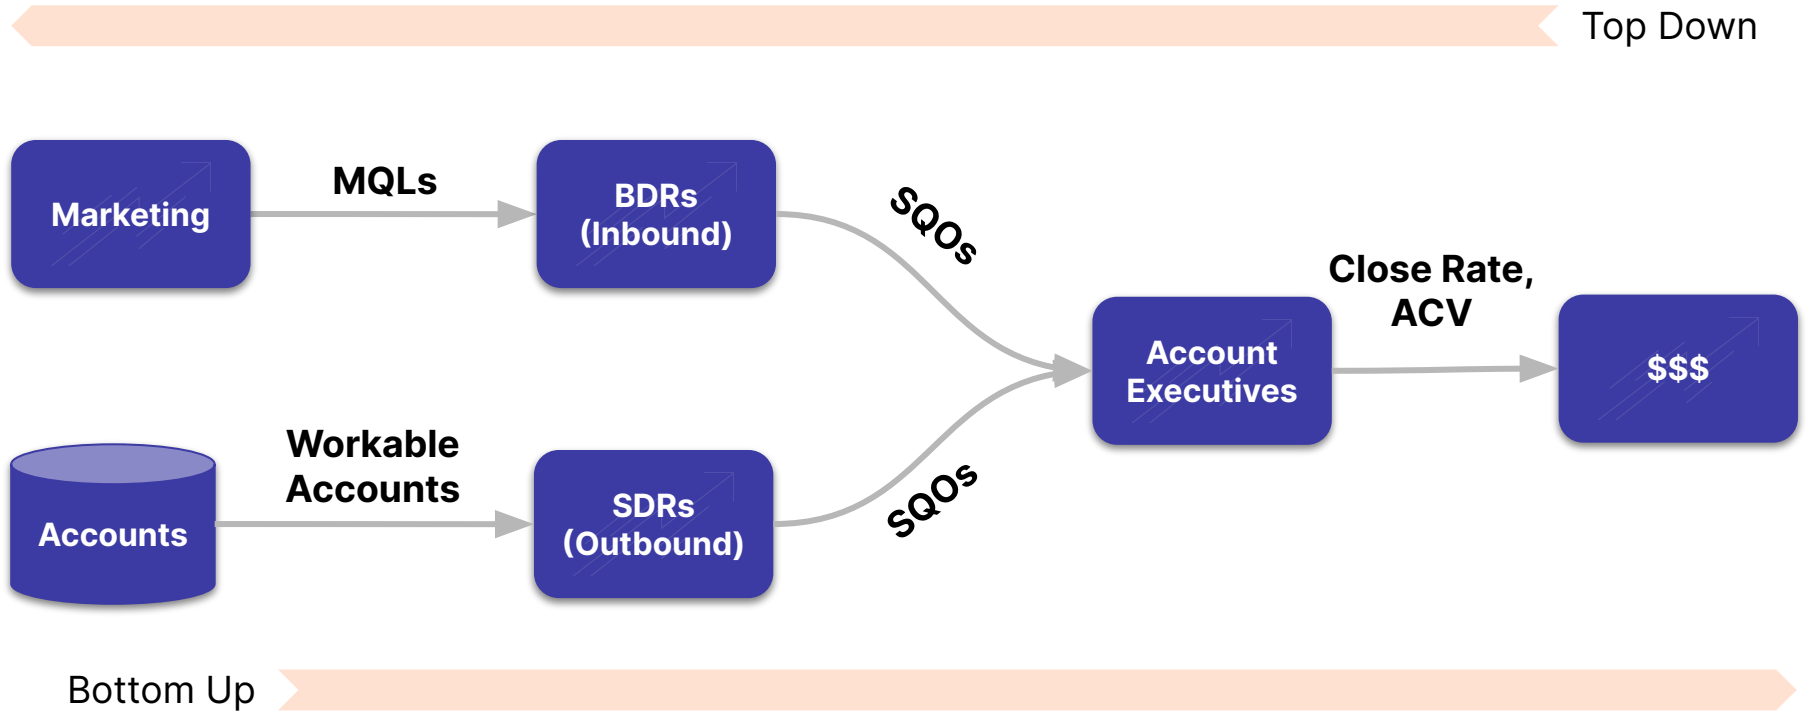 Top Down
Marketing
MQLs
BDRs
(Inbound)
SQOs
Close Rate,
ACV
Account
Executives
$$$
Accounts
Workable
Accounts
SDRs
(Outbound)
SQOs
Bottom Up